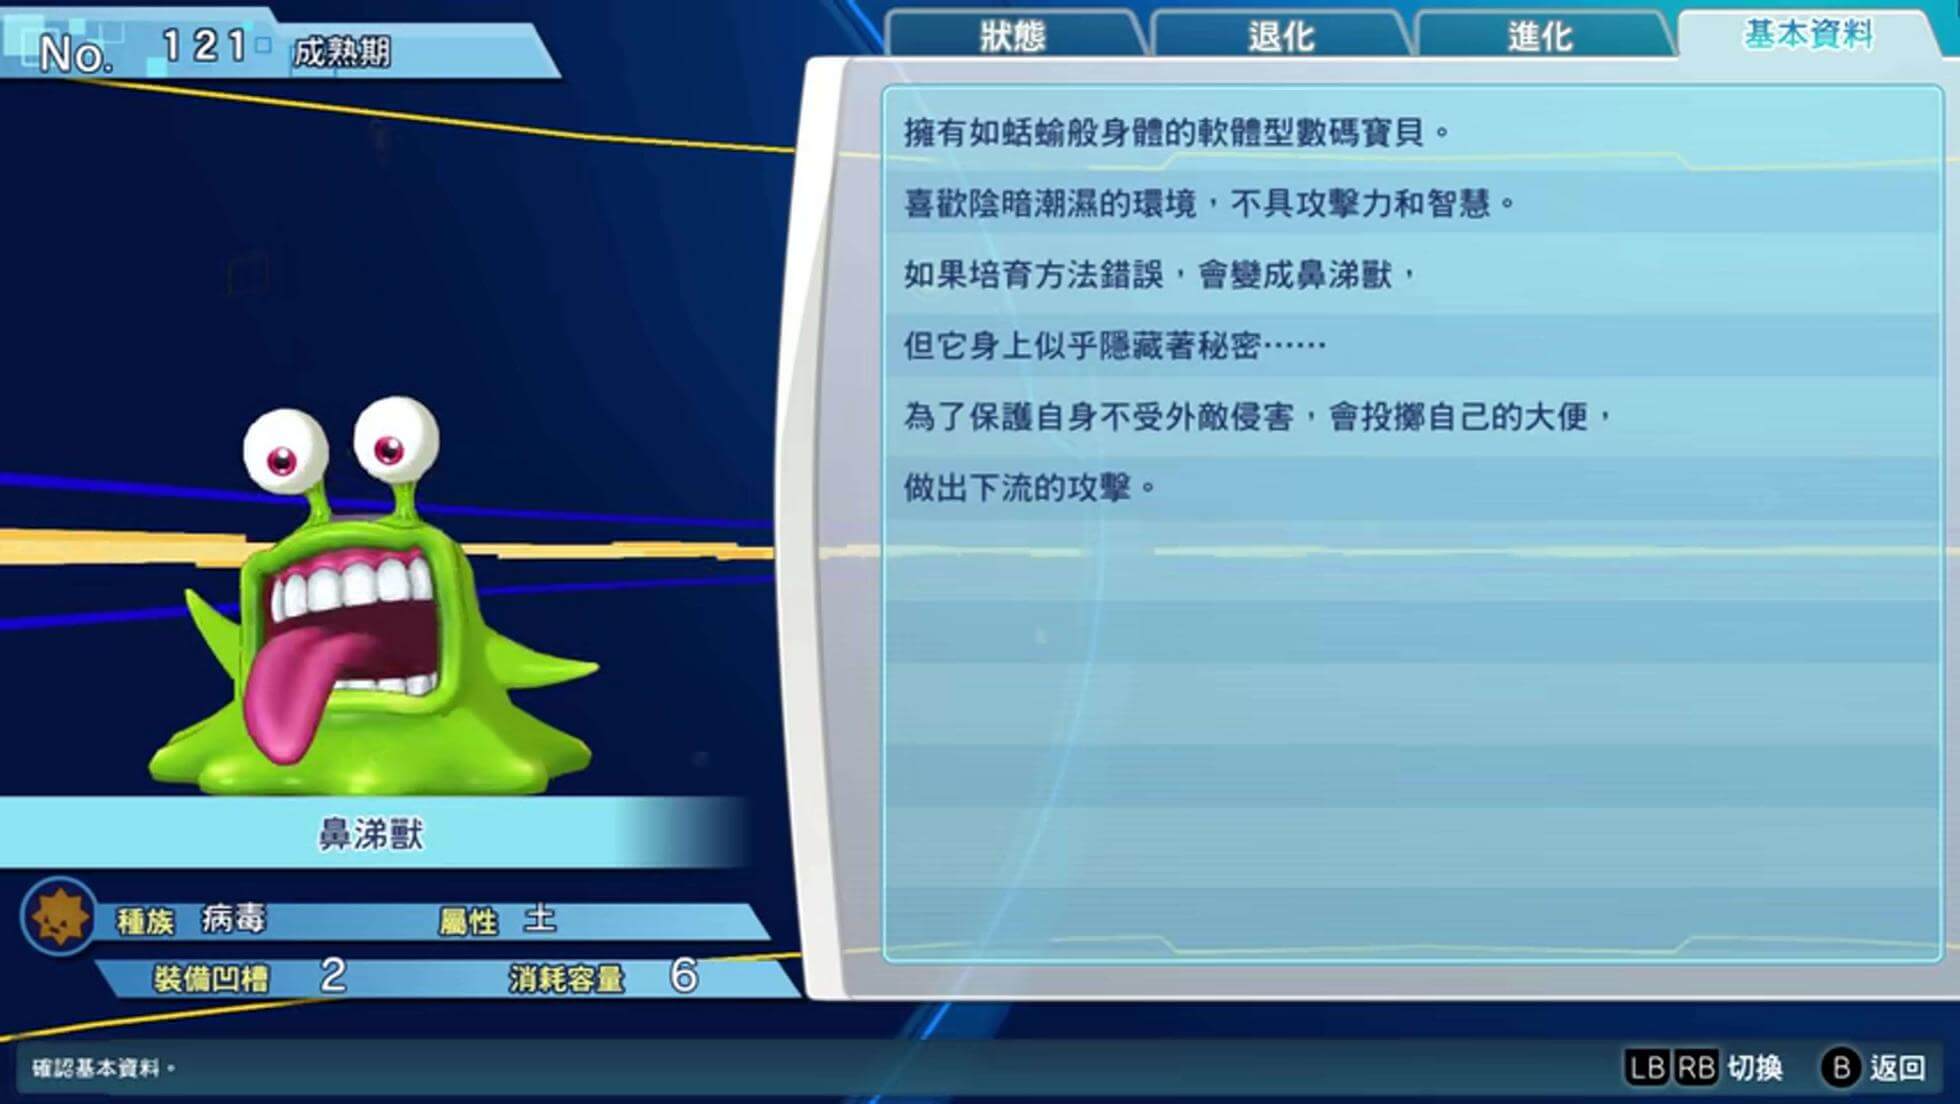 No. 121 成熟期
狀態 退化 進化 基本資料
擁有如蛞蝓般身體的軟體型數碼寶貝。
喜歡陰暗潮濕的環境，不具攻擊力和智慧。
如果培育方法錯誤，會變成鼻涕獸，
但它身上似乎隱藏著秘密⋯⋯
為了保護自身不受外敵侵害，會投擲自己的大便，
做出下流的攻擊。
鼻涕獸
種族 病毒 屬性 土
裝備凹槽 2 消耗容量 6
確認基本資料。
LB RB 切換 B 返回